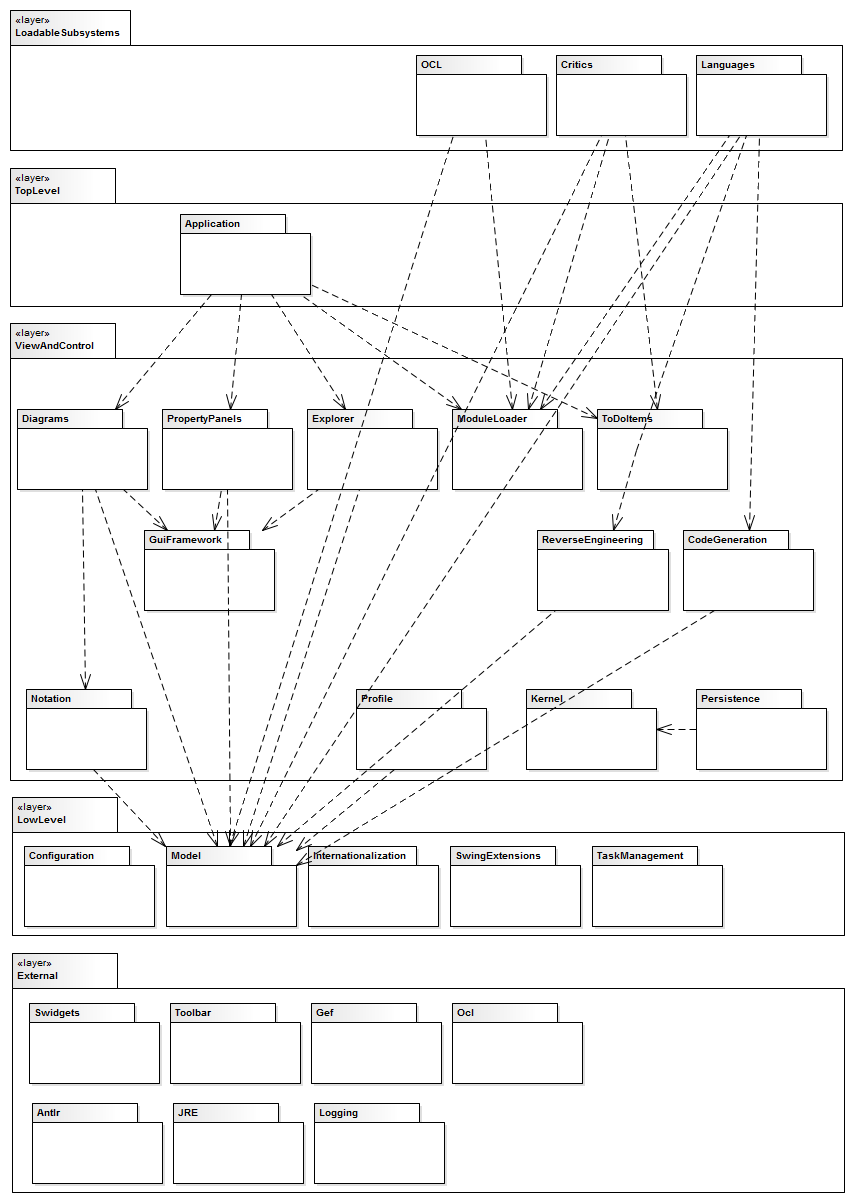 «layer»
LoadableSubsystems
OCL
Critics
Languages
«layer»
TopLevel
Application
«layer»
ViewAndControl
Diagrams
PropertyPanels
Explorer
ModuleLoader
ToDoItems
GuiFramework
ReverseEngineering
CodeGeneration
Notation
Profile
Kernel
Persistence
«layer»
LowLevel
Configuration
Model
Internationalization
SwingExtensions
TaskManagement
«layer»
External
Swidgets
Toolbar
Gef
Ocl
Antlr
JRE
Logging